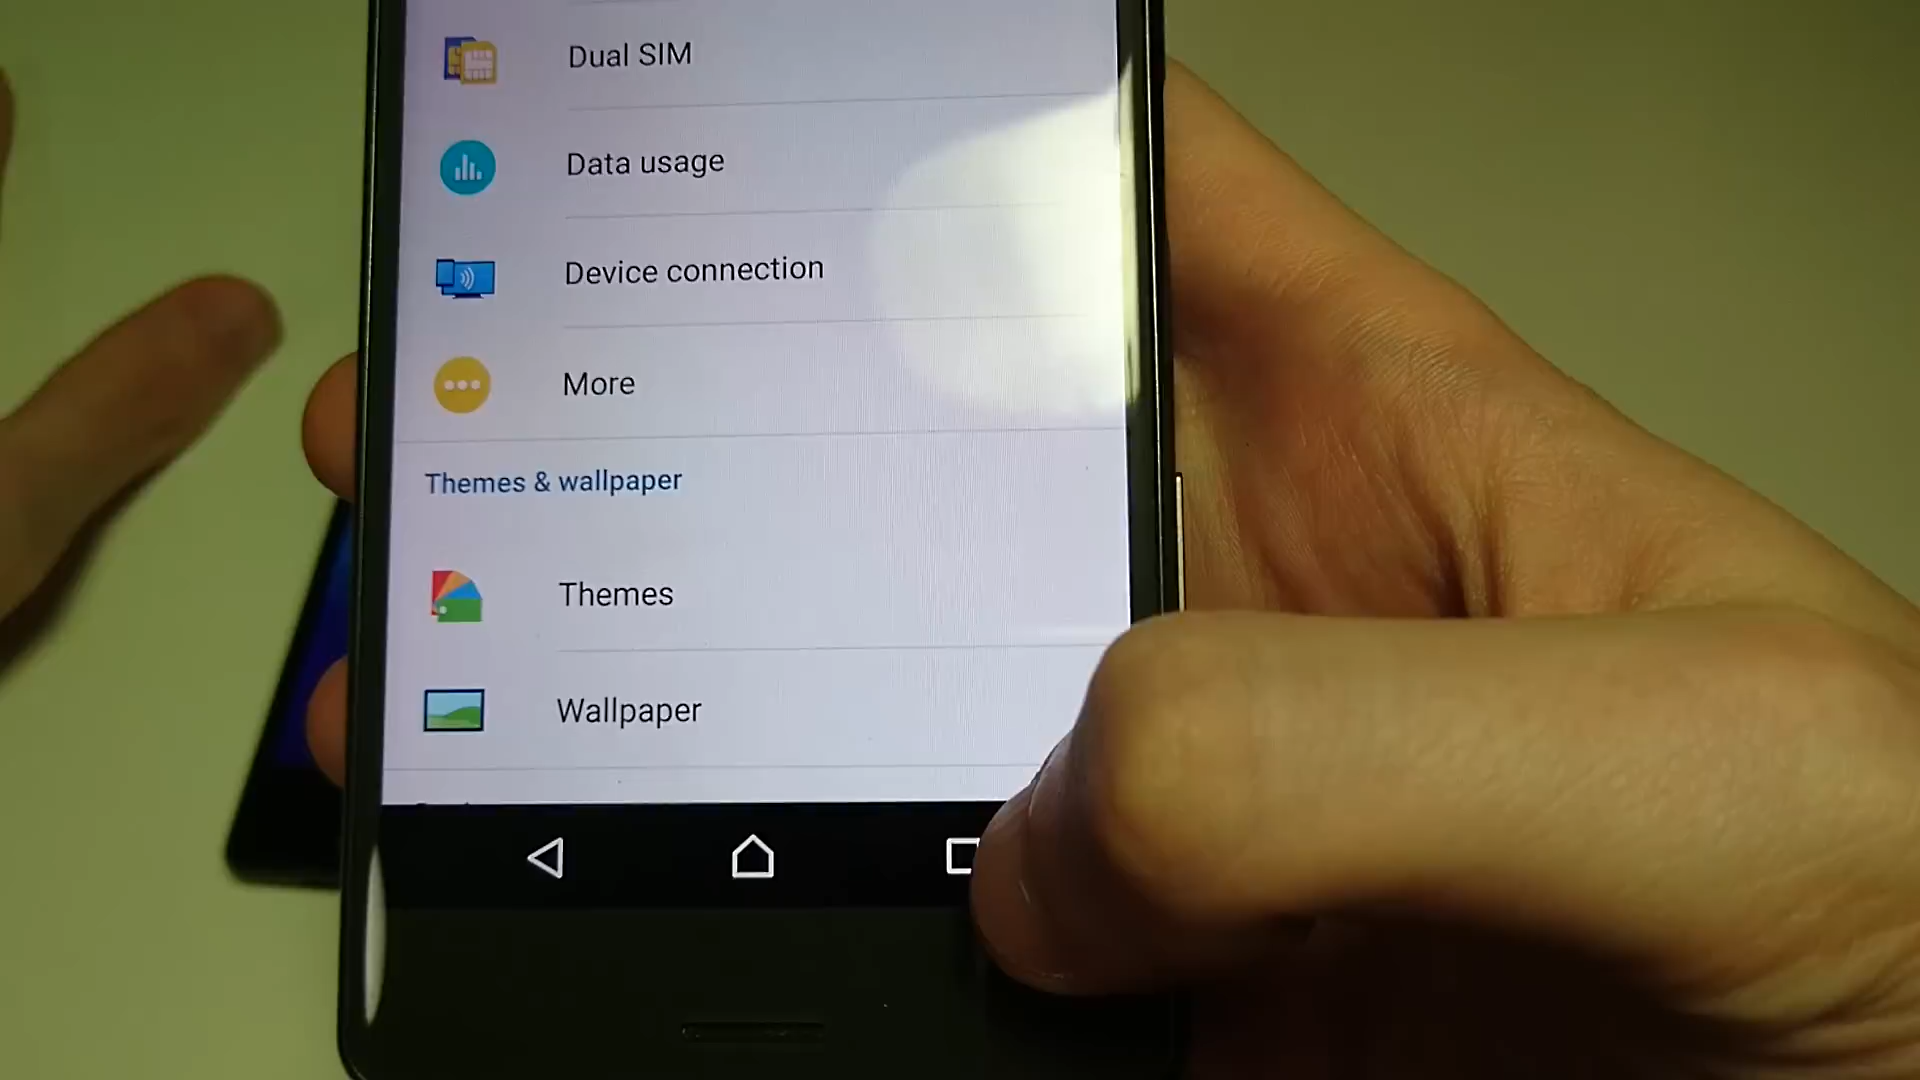 Dual SIM
Data usage
Device connection
More
Themes & wallpaper
Themes
Wallpaper